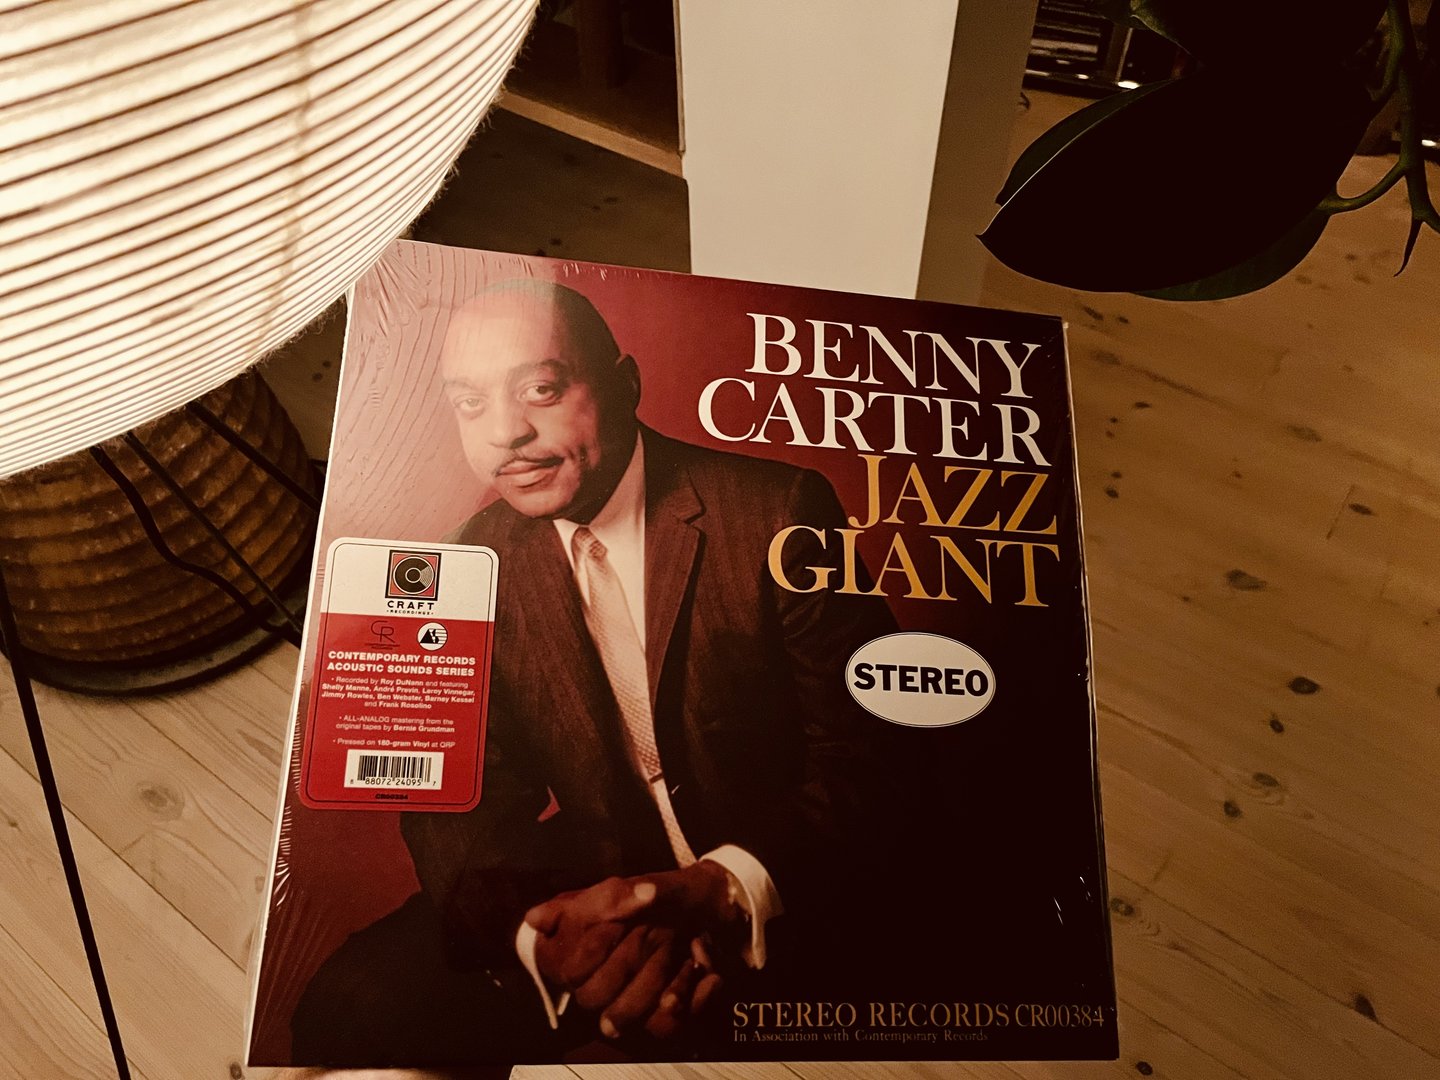 BENNY
CARTER
JAZZ
GIANT
STEREO
CRAFT
RECORDINGS
CR
CONTEMPORARY RECORDS
ACOUSTIC SOUNDS SERIES
• Recorded by Roy DuNann and featuring
Shelly Manne, André Previn, Leroy Vinnegar,
Jimmy Rowles, Ben Webster, Barney Kessel
and Frank Rosolino
• ALL-ANALOG mastering from the
original tapes by Bernie Grundman
• Pressed on 180-gram Vinyl at QRP
8 88072 24095 7
CR00384
STEREO RECORDS CR00384
In Association with Contemporary Records